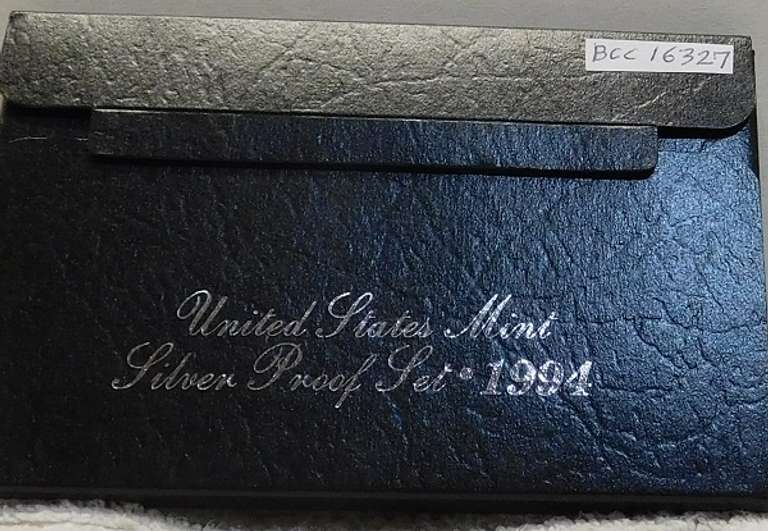 BCC 16327
United States Mint
Silver Proof Set • 1994